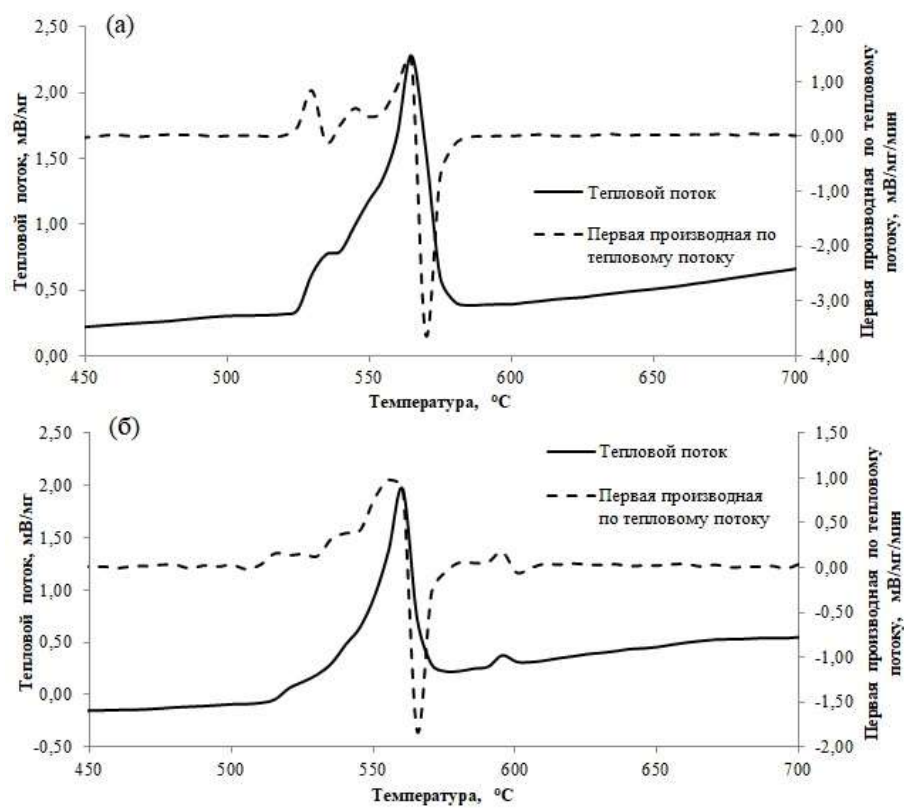 (а)
2,50
2,00
1,50
1,00
0,50
0,00
Тепловой поток, мВ/мг
2,00
1,00
0,00
-1,00
-2,00
-3,00
-4,00
Первая производная по тепловому
потоку, мВ/мг/мин
Тепловой поток
Первая производная по
тепловому потоку
450 500 550 600 650 700
Температура, ºС
(б)
2,50
2,00
1,50
1,00
0,50
0,00
-0,50
Тепловой поток, мВ/мг
1,50
1,00
0,50
0,00
-0,50
-1,00
-1,50
-2,00
Первая производная по тепловому
потоку, мВ/мг/мин
Тепловой поток
Первая производная
по тепловому потоку
450 500 550 600 650 700
Температура, ºС